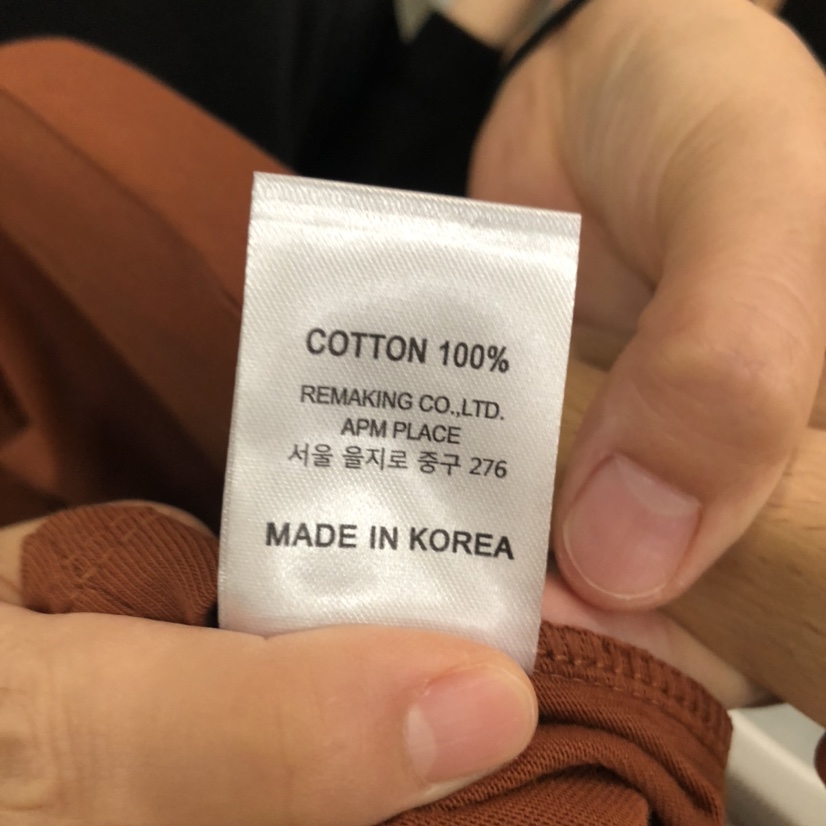 COTTON 100%
REMAKING CO.,LTD.
APM PLACE
서울 을지로 중구 276
MADE IN KOREA